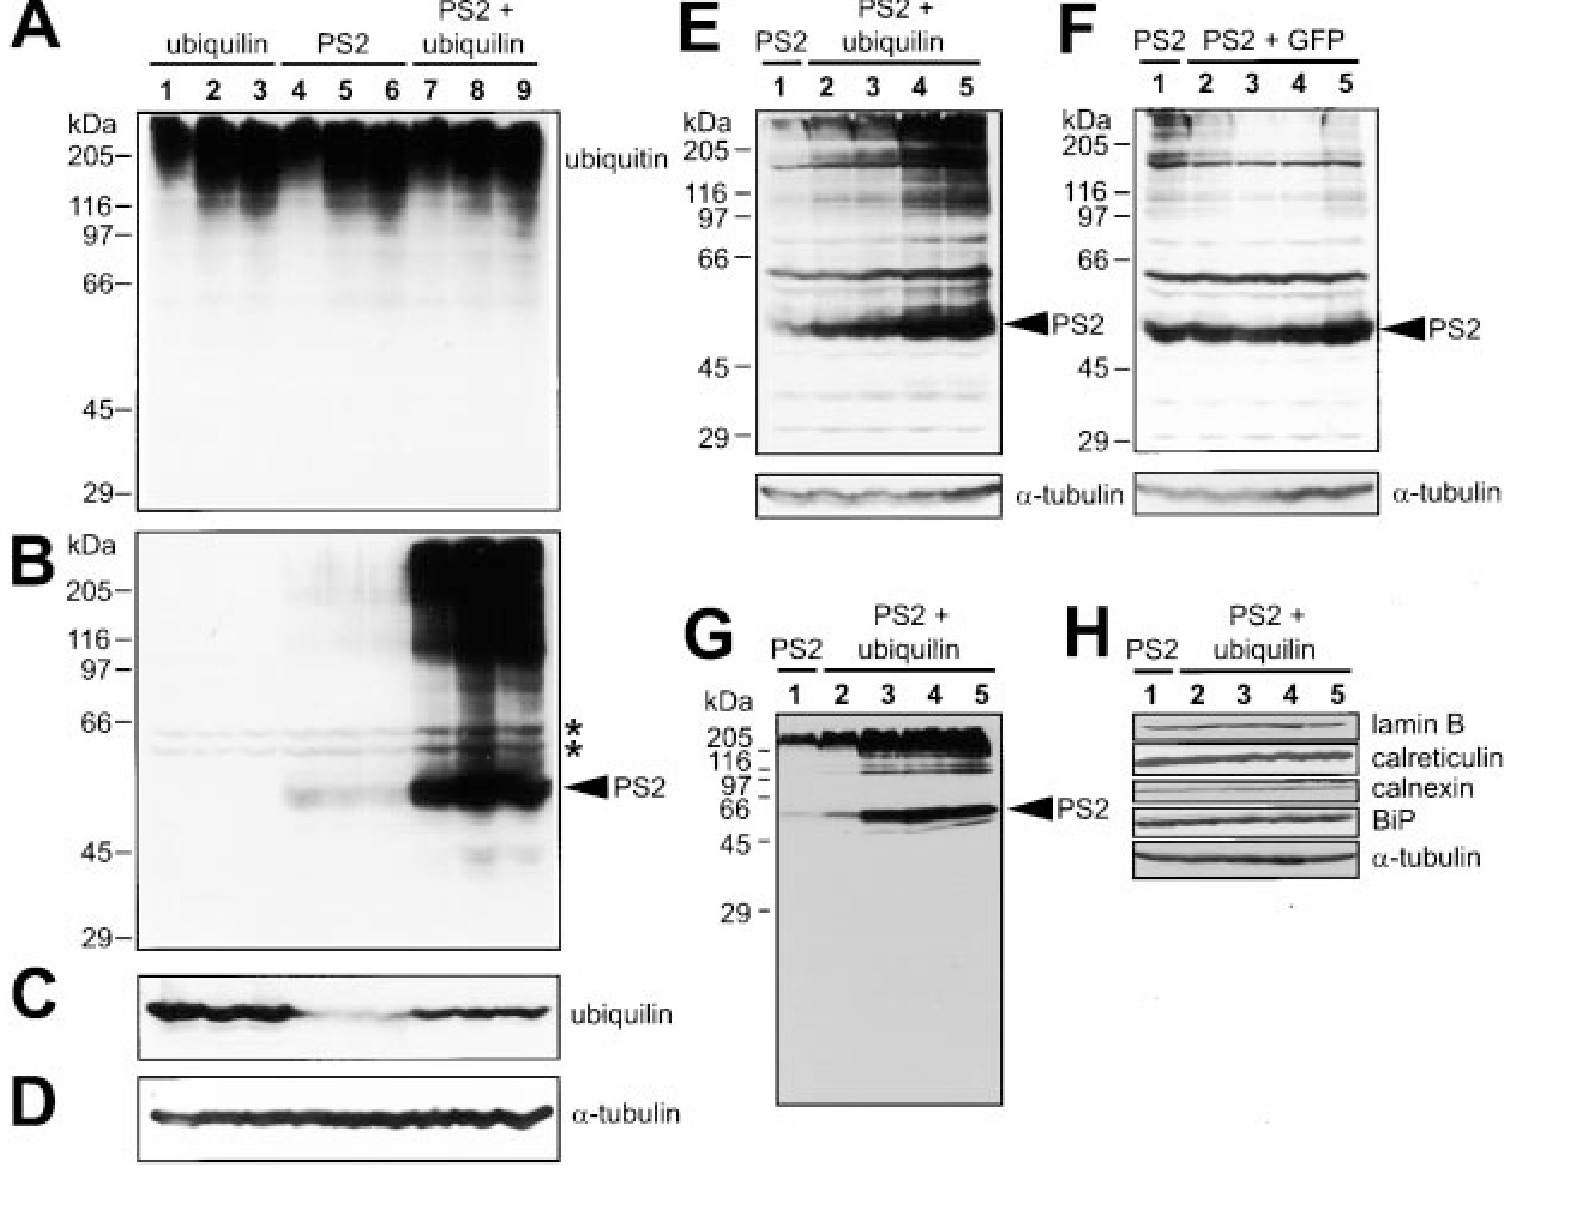 A
ubiquilin PS2 PS2 +
ubiquilin
1 2 3 4 5 6 7 8 9
kDa
205
116
97
66
45
29
ubiquitin
B
kDa
205
116
97
66
45
29
*
*
PS2
C
ubiquilin
D
α-tubulin
E
PS2 PS2 +
ubiquilin
1 2 3 4 5
kDa
205
116
97
66
45
29
PS2
α-tubulin
F
PS2 PS2 + GFP
1 2 3 4 5
kDa
205
116
97
66
45
29
PS2
α-tubulin
G
PS2 PS2 +
ubiquilin
1 2 3 4 5
kDa
205
116
97
66
45
29
PS2
H
PS2 PS2 +
ubiquilin
1 2 3 4 5
lamin B
calreticulin
calnexin
BiP
α-tubulin